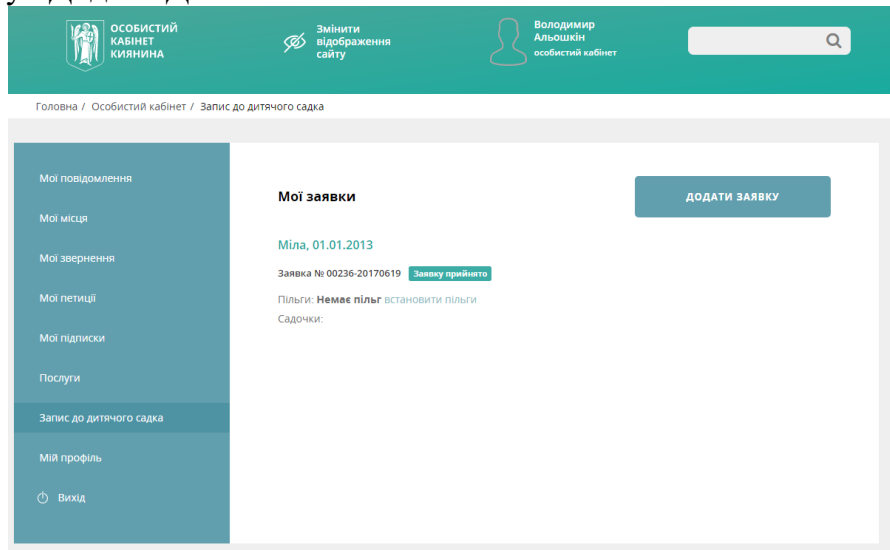 ОСОБИСТИЙ
КАБІНЕТ
КИЯНИНА
Змінити
відображення
сайту
Володимир
Альошкін
особистий кабінет
Головна / Особистий кабінет / Запис до дитячого садка
Мої повідомлення
Мої місця
Мої звернення
Мої петиції
Мої підписки
Послуги
Запис до дитячого садка
Мій профіль
Вихід
Мої заявки
ДОДАТИ ЗАЯВКУ
Міла, 01.01.2013
Заявка № 00236-20170619 Заявку прийнято
Пільги: Немає пільг встановити пільги
Садочки: